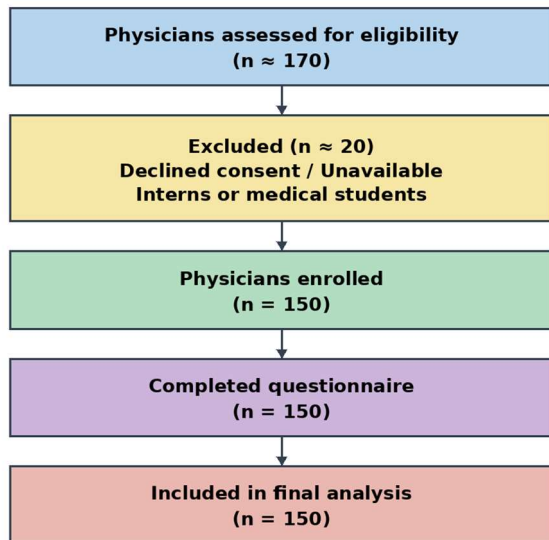 Physicians assessed for eligibility
(n ≈ 170)
Excluded (n ≈ 20)
Declined consent / Unavailable
Interns or medical students
Physicians enrolled
(n = 150)
Completed questionnaire
(n = 150)
Included in final analysis
(n = 150)